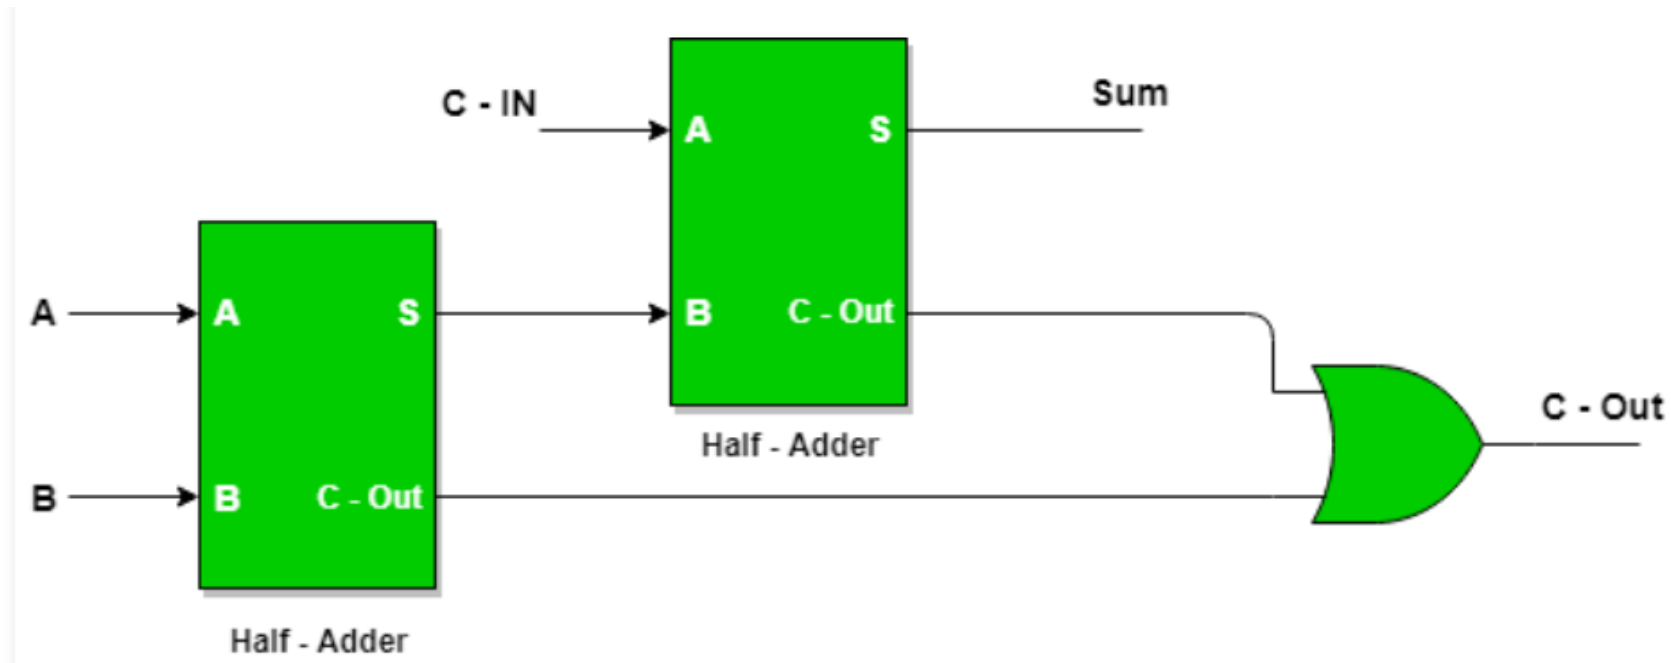 C - IN
Sum
A
S
A
A
S
B
C - Out
C - Out
Half - Adder
B
B
C - Out
Half - Adder